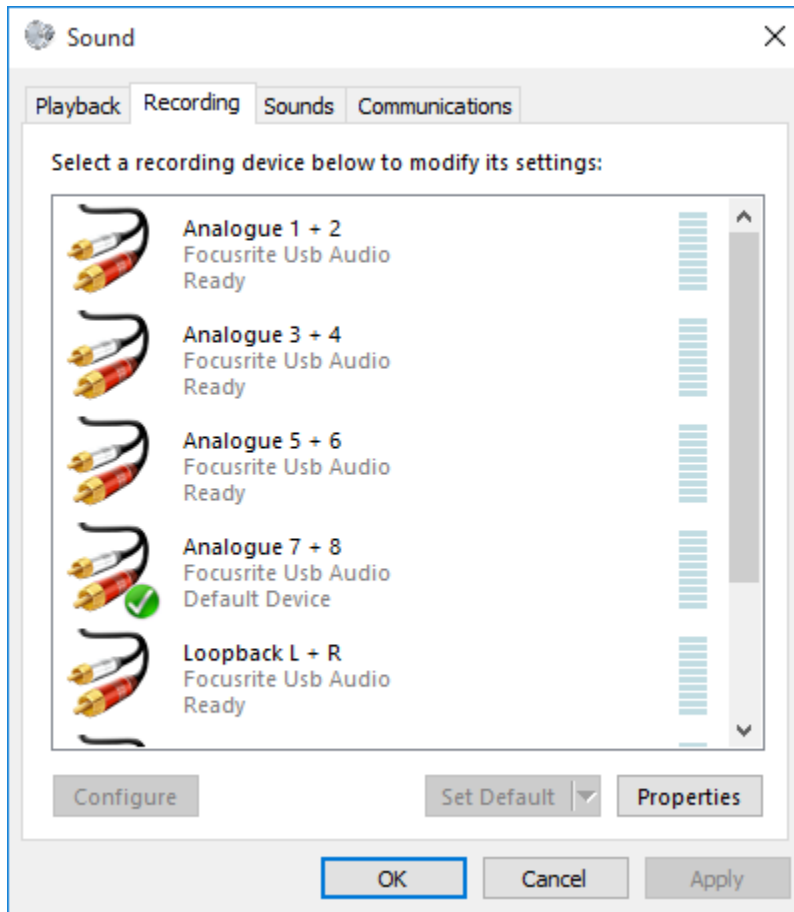 Sound
Playback Recording Sounds Communications
Select a recording device below to modify its settings:
Analogue 1 + 2
Focusrite Usb Audio
Ready
Analogue 3 + 4
Focusrite Usb Audio
Ready
Analogue 5 + 6
Focusrite Usb Audio
Ready
Analogue 7 + 8
Focusrite Usb Audio
Default Device
Loopback L + R
Focusrite Usb Audio
Ready
Configure Set Default Properties
OK Cancel Apply